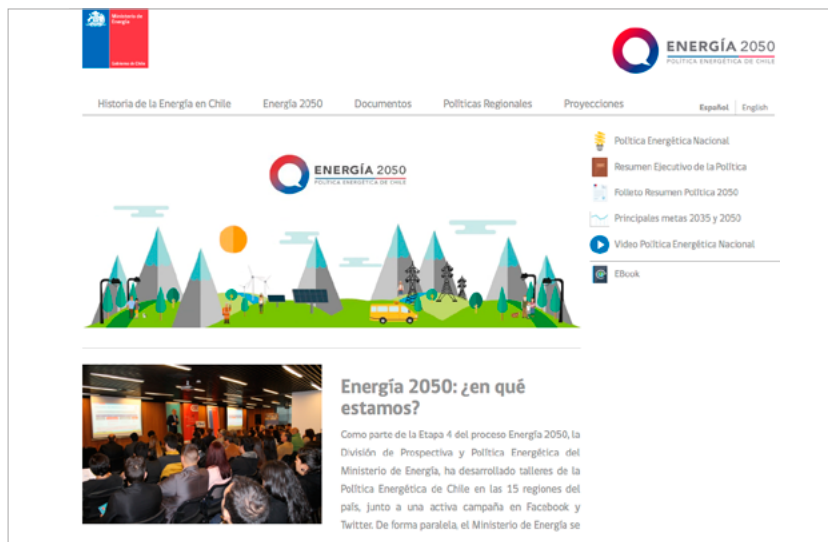 Ministerio de
Energía
Gobierno de Chile
ENERGÍA 2050
POLÍTICA ENERGÉTICA DE CHILE
Historia de la Energía en Chile
Energía 2050
Documentos
Políticas Regionales
Proyecciones
Español
English
ENERGÍA 2050
POLÍTICA ENERGÉTICA DE CHILE
Política Energética Nacional
Resumen Ejecutivo de la Política
Folleto Resumen Política 2050
Principales metas 2035 y 2050
Video Política Energética Nacional
EBook
Energía 2050: ¿en qué
estamos?
Como parte de la Etapa 4 del proceso Energía 2050, la
División de Prospectiva y Política Energética del
Ministerio de Energía, ha desarrollado talleres de la
Política Energética de Chile en las 15 regiones del
país, junto a una activa campaña en Facebook y
Twitter. De forma paralela, el Ministerio de Energía se